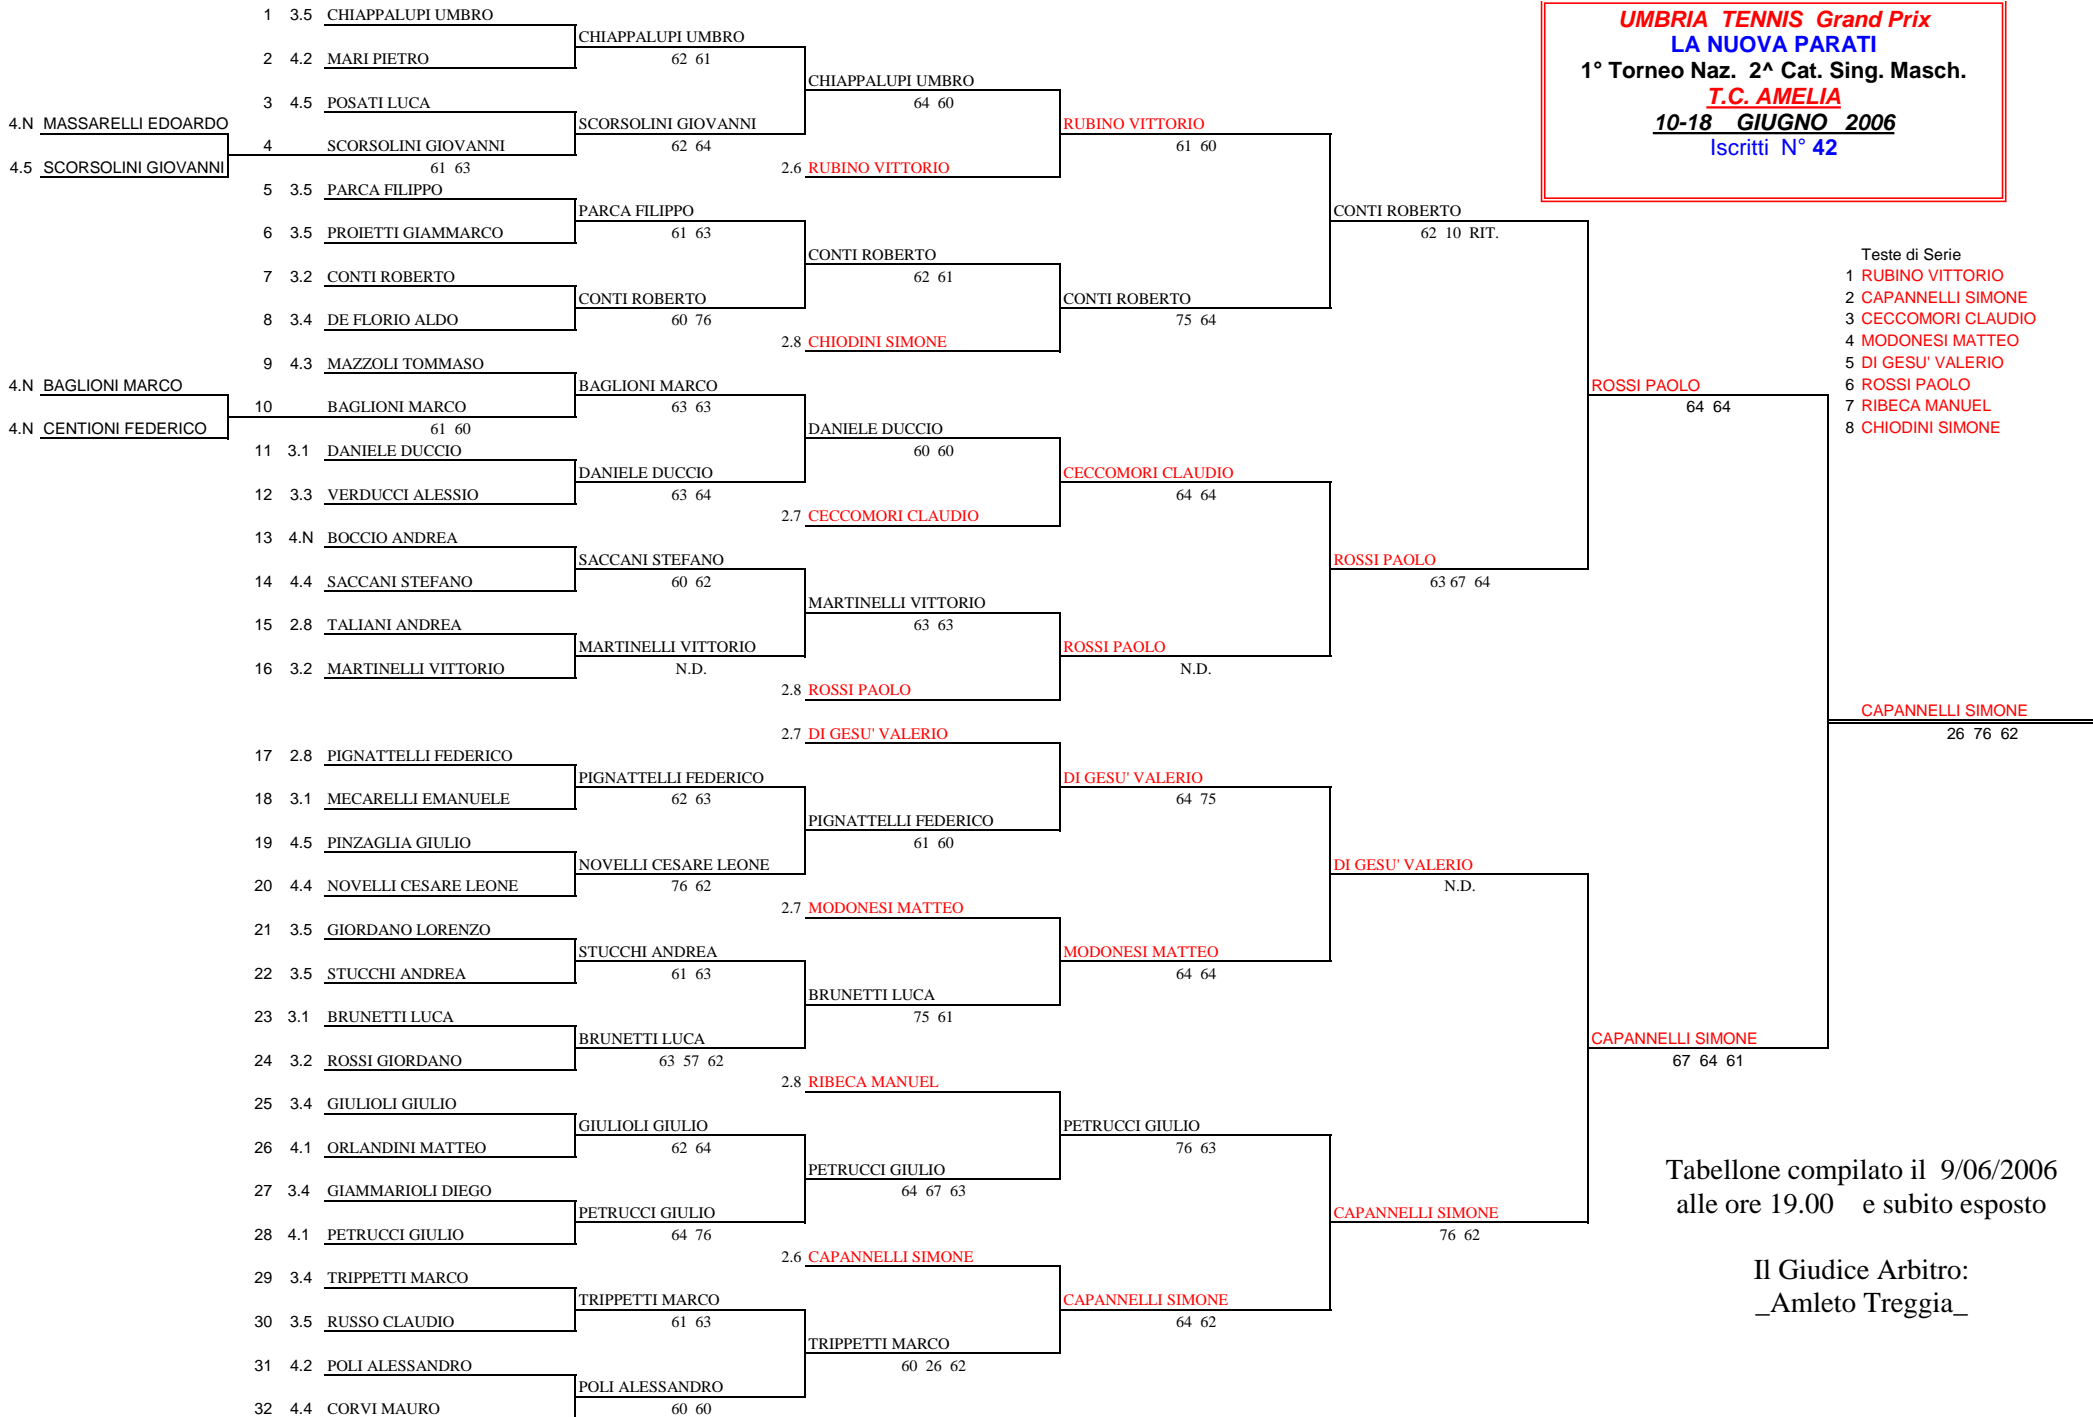 UMBRIA TENNIS Grand Prix
LA NUOVA PARATI
1° Torneo Naz. 2^ Cat. Sing. Masch.
T.C. AMELIA
10-18 GIUGNO 2006
Iscritti N° 42
Teste di Serie
1 RUBINO VITTORIO
2 CAPANNELLI SIMONE
3 CECCOMORI CLAUDIO
4 MODONESI MATTEO
5 DI GESU' VALERIO
6 ROSSI PAOLO
7 RIBECA MANUEL
8 CHIODINI SIMONE
4.N MASSARELLI EDOARDO
4.5 SCORSOLINI GIOVANNI
4.N BAGLIONI MARCO
4.N CENTIONI FEDERICO
1 3.5 CHIAPPALUPI UMBRO
2 4.2 MARI PIETRO
3 4.5 POSATI LUCA
4 SCORSOLINI GIOVANNI
61 63
5 3.5 PARCA FILIPPO
6 3.5 PROIETTI GIAMMARCO
7 3.2 CONTI ROBERTO
8 3.4 DE FLORIO ALDO
9 4.3 MAZZOLI TOMMASO
10 BAGLIONI MARCO
61 60
11 3.1 DANIELE DUCCIO
12 3.3 VERDUCCI ALESSIO
13 4.N BOCCIO ANDREA
14 4.4 SACCANI STEFANO
15 2.8 TALIANI ANDREA
16 3.2 MARTINELLI VITTORIO
17 2.8 PIGNATTELLI FEDERICO
18 3.1 MECARELLI EMANUELE
19 4.5 PINZAGLIA GIULIO
20 4.4 NOVELLI CESARE LEONE
21 3.5 GIORDANO LORENZO
22 3.5 STUCCHI ANDREA
23 3.1 BRUNETTI LUCA
24 3.2 ROSSI GIORDANO
25 3.4 GIULIOLI GIULIO
26 4.1 ORLANDINI MATTEO
27 3.4 GIAMMARIOLI DIEGO
28 4.1 PETRUCCI GIULIO
29 3.4 TRIPPETTI MARCO
30 3.5 RUSSO CLAUDIO
31 4.2 POLI ALESSANDRO
32 4.4 CORVI MAURO
CHIAPPALUPI UMBRO
62 61
SCORSOLINI GIOVANNI
62 64
PARCA FILIPPO
61 63
CONTI ROBERTO
60 76
BAGLIONI MARCO
63 63
DANIELE DUCCIO
63 64
SACCANI STEFANO
60 62
MARTINELLI VITTORIO
N.D.
PIGNATTELLI FEDERICO
62 63
NOVELLI CESARE LEONE
76 62
STUCCHI ANDREA
61 63
BRUNETTI LUCA
63 57 62
GIULIOLI GIULIO
62 64
PETRUCCI GIULIO
64 76
TRIPPETTI MARCO
61 63
POLI ALESSANDRO
60 60
CHIAPPALUPI UMBRO
64 60
2.6 RUBINO VITTORIO
CONTI ROBERTO
62 61
2.8 CHIODINI SIMONE
DANIELE DUCCIO
60 60
2.7 CECCOMORI CLAUDIO
MARTINELLI VITTORIO
63 63
2.8 ROSSI PAOLO
2.7 DI GESU' VALERIO
PIGNATTELLI FEDERICO
61 60
2.7 MODONESI MATTEO
BRUNETTI LUCA
75 61
2.8 RIBECA MANUEL
PETRUCCI GIULIO
64 67 63
2.6 CAPANNELLI SIMONE
TRIPPETTI MARCO
60 26 62
RUBINO VITTORIO
61 60
CONTI ROBERTO
75 64
CECCOMORI CLAUDIO
64 64
ROSSI PAOLO
N.D.
DI GESU' VALERIO
64 75
MODONESI MATTEO
64 64
PETRUCCI GIULIO
76 63
CAPANNELLI SIMONE
64 62
CONTI ROBERTO
62 10 RIT.
ROSSI PAOLO
63 67 64
DI GESU' VALERIO
N.D.
CAPANNELLI SIMONE
76 62
ROSSI PAOLO
64 64
CAPANNELLI SIMONE
67 64 61
CAPANNELLI SIMONE
26 76 62
Tabellone compilato il 9/06/2006
alle ore 19.00 e subito esposto
Il Giudice Arbitro:
_Amleto Treggia_